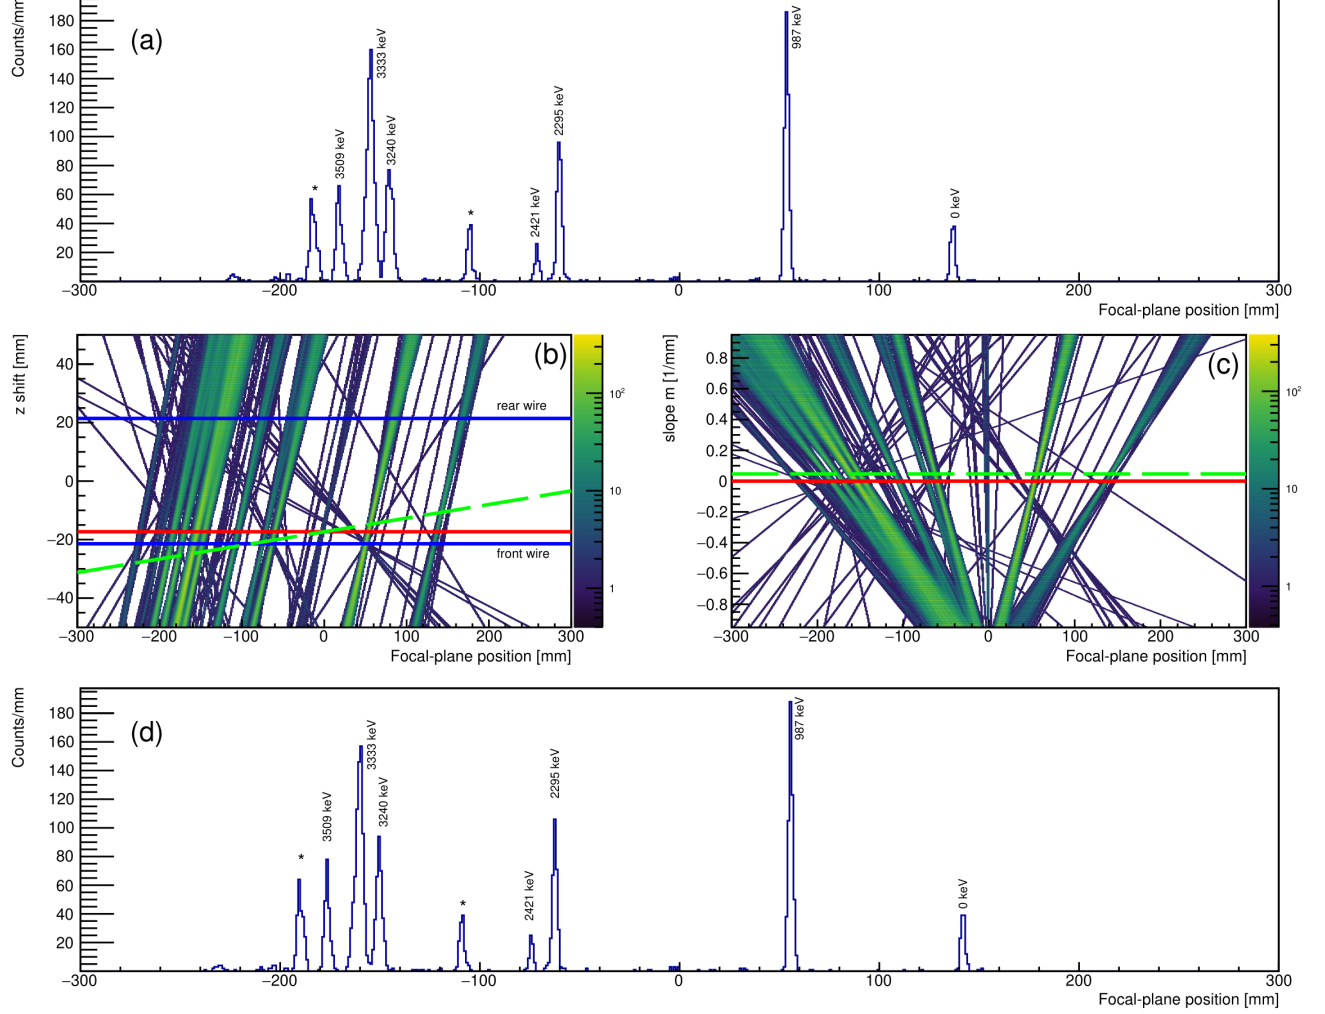 Counts/mm
(a)
180
160
140
120
100
80
60
40
20
*
3509 keV
3333 keV
3240 keV
*
2421 keV
2295 keV
987 keV
0 keV
−300
−200
−100
0
100
200
300
Focal-plane position [mm]
z shift [mm]
(b)
40
20
0
−20
−40
rear wire
front wire
−300
−200
−100
0
100
200
300
Focal-plane position [mm]
10²
10
1
slope m [1/mm]
(c)
0.8
0.6
0.4
0.2
0
−0.2
−0.4
−0.6
−0.8
−300
−200
−100
0
100
200
300
Focal-plane position [mm]
10²
10
1
Counts/mm
(d)
180
160
140
120
100
80
60
40
20
*
3509 keV
3333 keV
3240 keV
*
2421 keV
2295 keV
987 keV
0 keV
−300
−200
−100
0
100
200
300
Focal-plane position [mm]